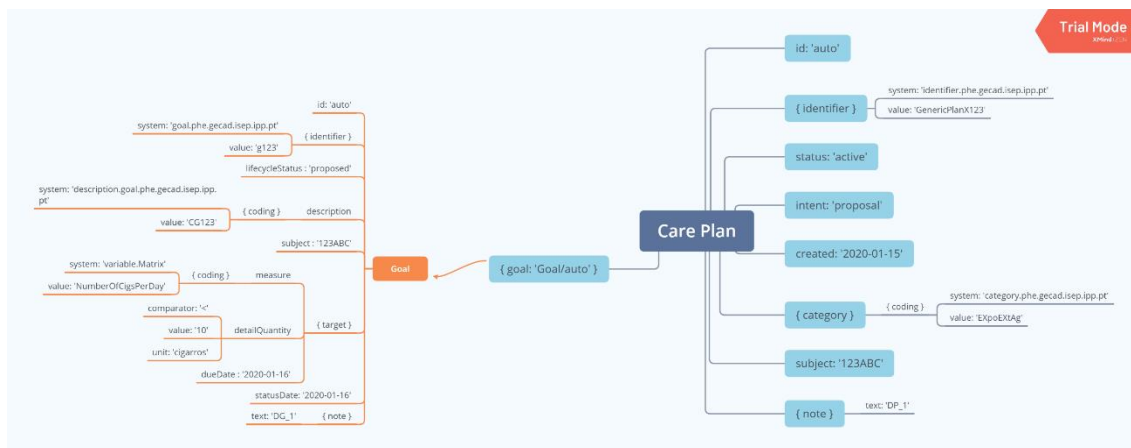 Trial Mode
id: 'auto'
{ identifier }
system: 'identifier.phe.gecad.isep.ipp.pt'
value: 'GenericPlanX123'
status: 'active'
intent: 'proposal'
Care Plan
created: '2020-01-15'
{ goal: 'Goal/auto' }
{ category }
{ coding }
system: 'category.phe.gecad.isep.ipp.pt'
value: 'EXpoEXtAg'
subject: '123ABC'
{ note }
text: 'DP_1'
Goal
id: 'auto'
system: 'goal.phe.gecad.isep.ipp.pt'
{ identifier }
value: 'g123'
lifecycleStatus : 'proposed'
system: 'description.goal.phe.gecad.isep.ipp.
pt'
{ coding }
description
value: 'CG123'
subject : '123ABC'
system: 'variable.Matrix'
{ coding }
measure
value: 'NumberOfCigsPerDay'
comparator: '<'
value: '10'
detailQuantity
{ target }
unit: 'cigarros'
dueDate : '2020-01-16'
statusDate: '2020-01-16'
text: 'DG_1'
{ note }